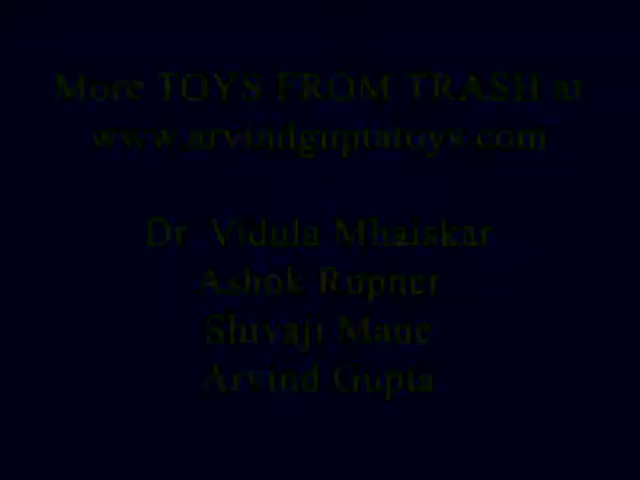 More TOYS FROM TRASH at
www.arvindguptatoys.com
Dr. Vidula Mhaiskar
Ashok Rupner
Shivaji Mane
Arvind Gupta